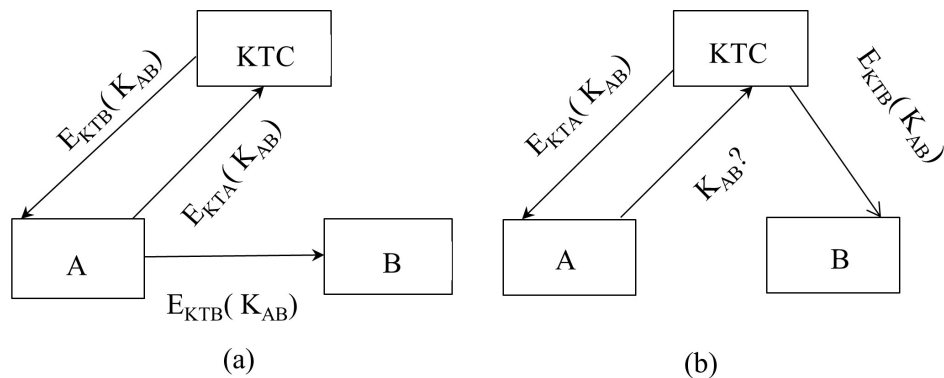 KTC
E_KTB( K_AB)
E_KTA( K_AB)
A
B
E_KTB( K_AB)
(a)
KTC
E_KTA( K_AB)
K_AB?
E_KTB( K_AB)
A
B
(b)